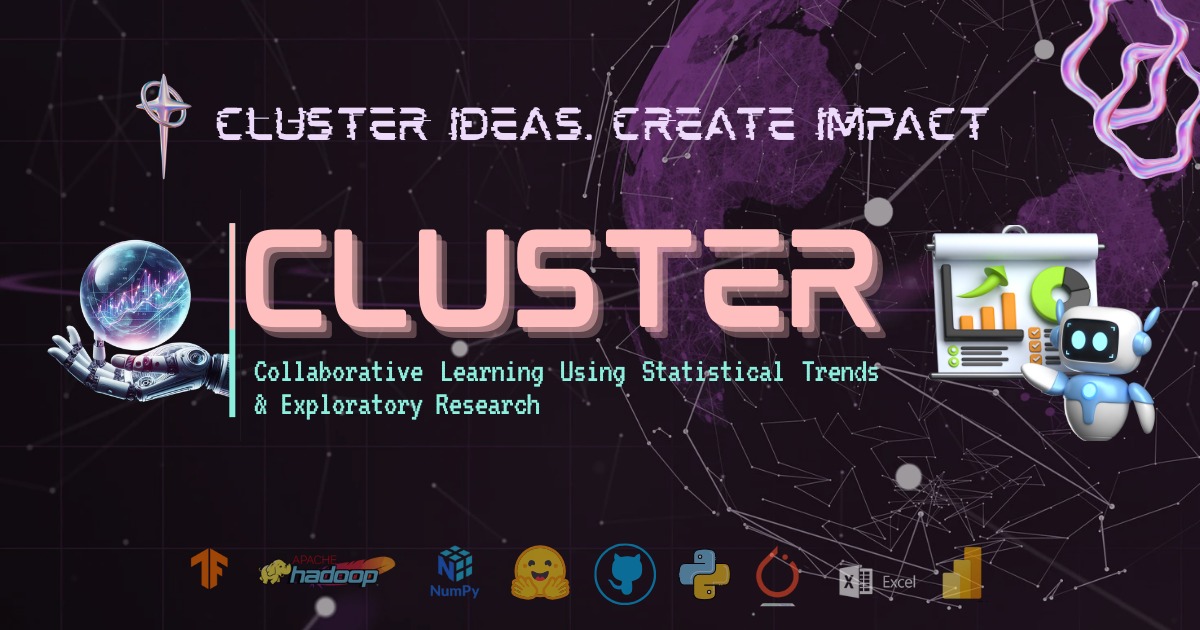 CLUSTER IDEAS. CREATE IMPACT
CLUSTER
Collaborative Learning Using Statistical Trends
& Exploratory Research
APACHE
hadoop
NumPy
X Excel